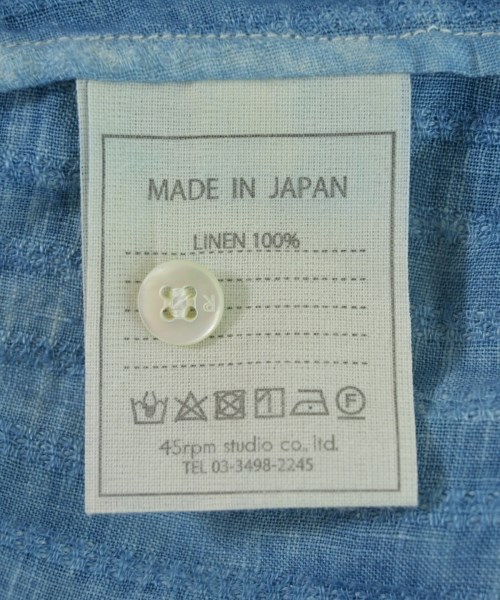 MADE IN JAPAN
LINEN 100%
R
F
45rpm studio co., ltd.
TEL 03-3498-2245